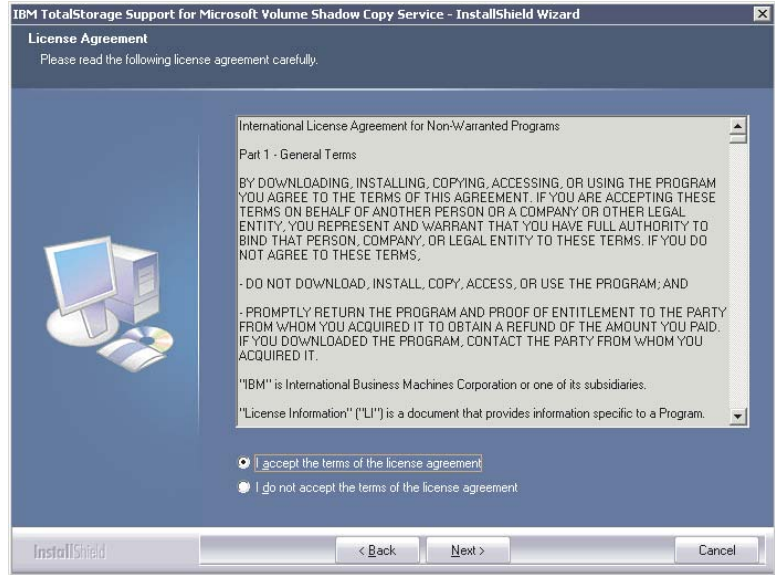 IBM TotalStorage Support for Microsoft Volume Shadow Copy Service - InstallShield Wizard
License Agreement
Please read the following license agreement carefully.
International License Agreement for Non-Warranted Programs
Part 1 - General Terms
BY DOWNLOADING, INSTALLING, COPYING, ACCESSING, OR USING THE PROGRAM
YOU AGREE TO THE TERMS OF THIS AGREEMENT. IF YOU ARE ACCEPTING THESE
TERMS ON BEHALF OF ANOTHER PERSON OR A COMPANY OR OTHER LEGAL
ENTITY, YOU REPRESENT AND WARRANT THAT YOU HAVE FULL AUTHORITY TO
BIND THAT PERSON, COMPANY, OR LEGAL ENTITY TO THESE TERMS. IF YOU DO
NOT AGREE TO THESE TERMS,
- DO NOT DOWNLOAD, INSTALL, COPY, ACCESS, OR USE THE PROGRAM; AND
- PROMPTLY RETURN THE PROGRAM AND PROOF OF ENTITLEMENT TO THE PARTY
FROM WHOM YOU ACQUIRED IT TO OBTAIN A REFUND OF THE AMOUNT YOU PAID.
IF YOU DOWNLOADED THE PROGRAM, CONTACT THE PARTY FROM WHOM YOU
ACQUIRED IT.
"IBM" is International Business Machines Corporation or one of its subsidiaries.
"License Information" ("LI") is a document that provides information specific to a Program.
I accept the terms of the license agreement
I do not accept the terms of the license agreement
InstallShield
< Back
Next >
Cancel